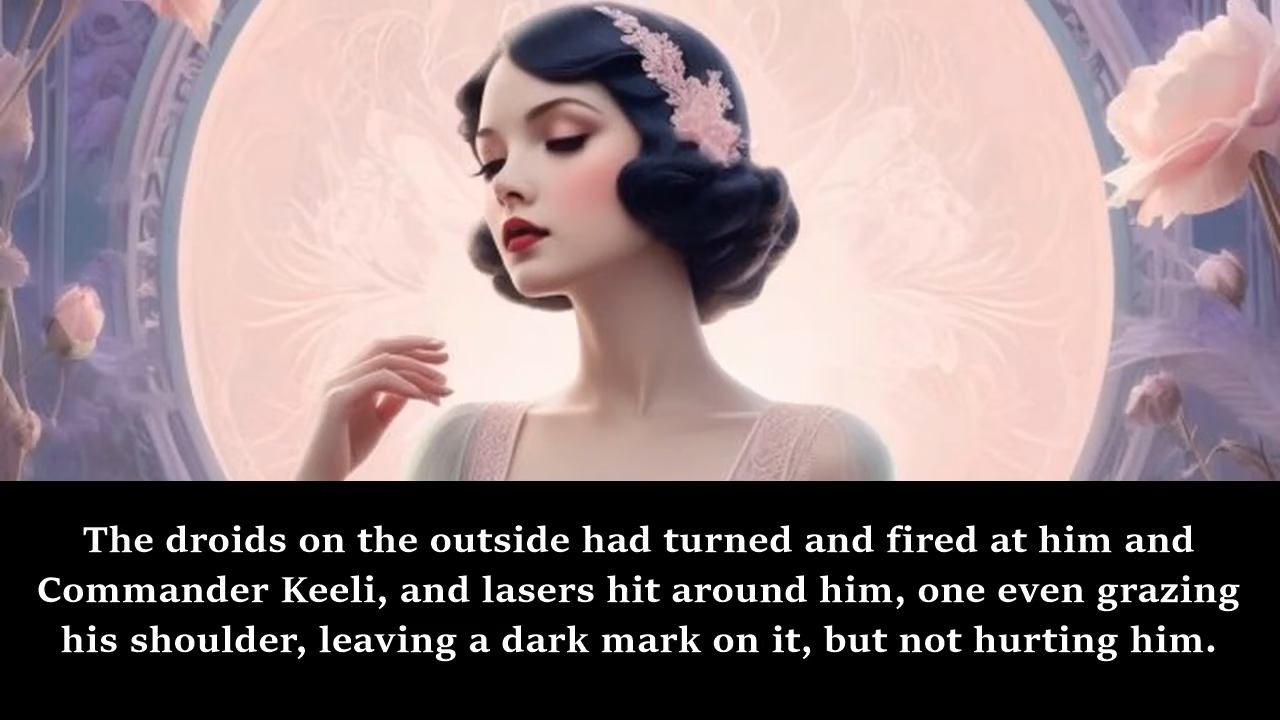 The droids on the outside had turned and fired at him and
Commander Keeli, and lasers hit around him, one even grazing
his shoulder, leaving a dark mark on it, but not hurting him.